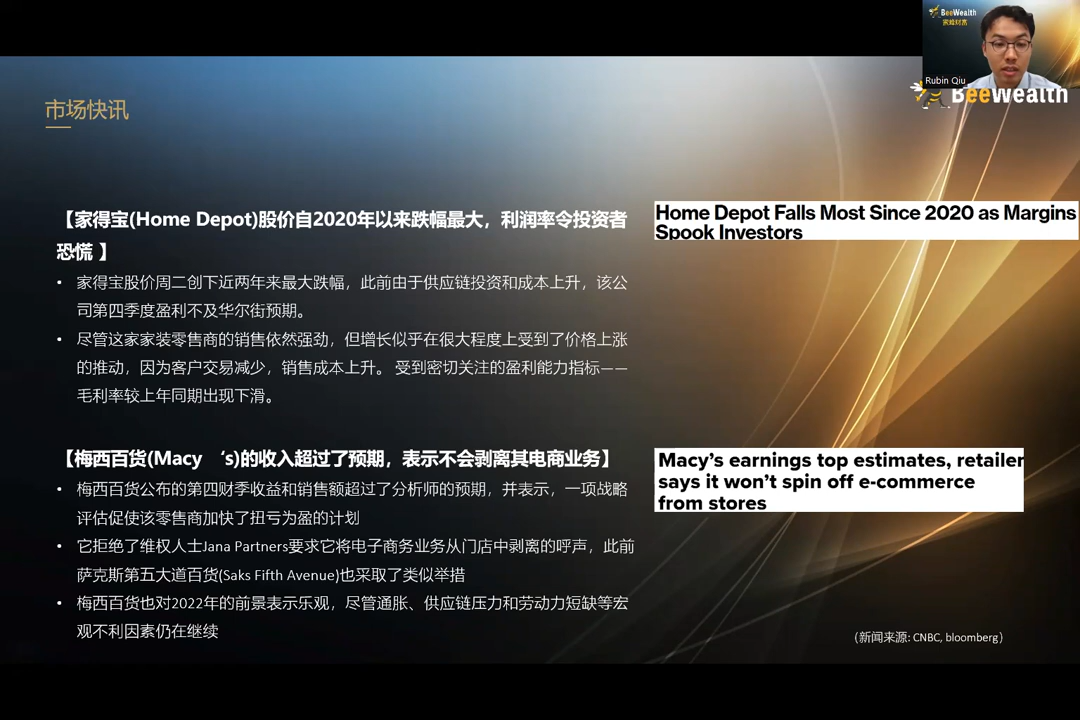 BeeWealth
家蜂财富
Rubin Qiu
BeeWealth
市场快讯
【家得宝(Home Depot)股价自2020年以来跌幅最大，利润率令投资者
恐慌 】
• 家得宝股价周二创下近两年来最大跌幅，此前由于供应链投资和成本上升，该公
司第四季度盈利不及华尔街预期。
• 尽管这家家装零售商的销售依然强劲，但增长似乎在很大程度上受到了价格上涨
的推动，因为客户交易减少，销售成本上升。 受到密切关注的盈利能力指标——
毛利率较上年同期出现下滑。
Home Depot Falls Most Since 2020 as Margins
Spook Investors
【梅西百货(Macy ‘s)的收入超过了预期，表示不会剥离其电商业务】
• 梅西百货公布的第四财季收益和销售额超过了分析师的预期，并表示，一项战略
评估促使该零售商加快了扭亏为盈的计划
• 它拒绝了维权人士Jana Partners要求它将电子商务业务从门店中剥离的呼声，此前
萨克斯第五大道百货(Saks Fifth Avenue)也采取了类似举措
• 梅西百货也对2022年的前景表示乐观，尽管通胀、供应链压力和劳动力短缺等宏
观不利因素仍在继续
Macy’s earnings top estimates, retailer
says it won’t spin off e-commerce
from stores
（新闻来源: CNBC, bloomberg）